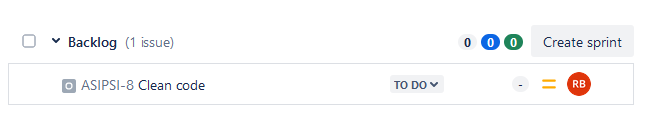 Backlog (1 issue) 0 0 0 Create sprint
ASIPSI-8 Clean code TO DO - RB